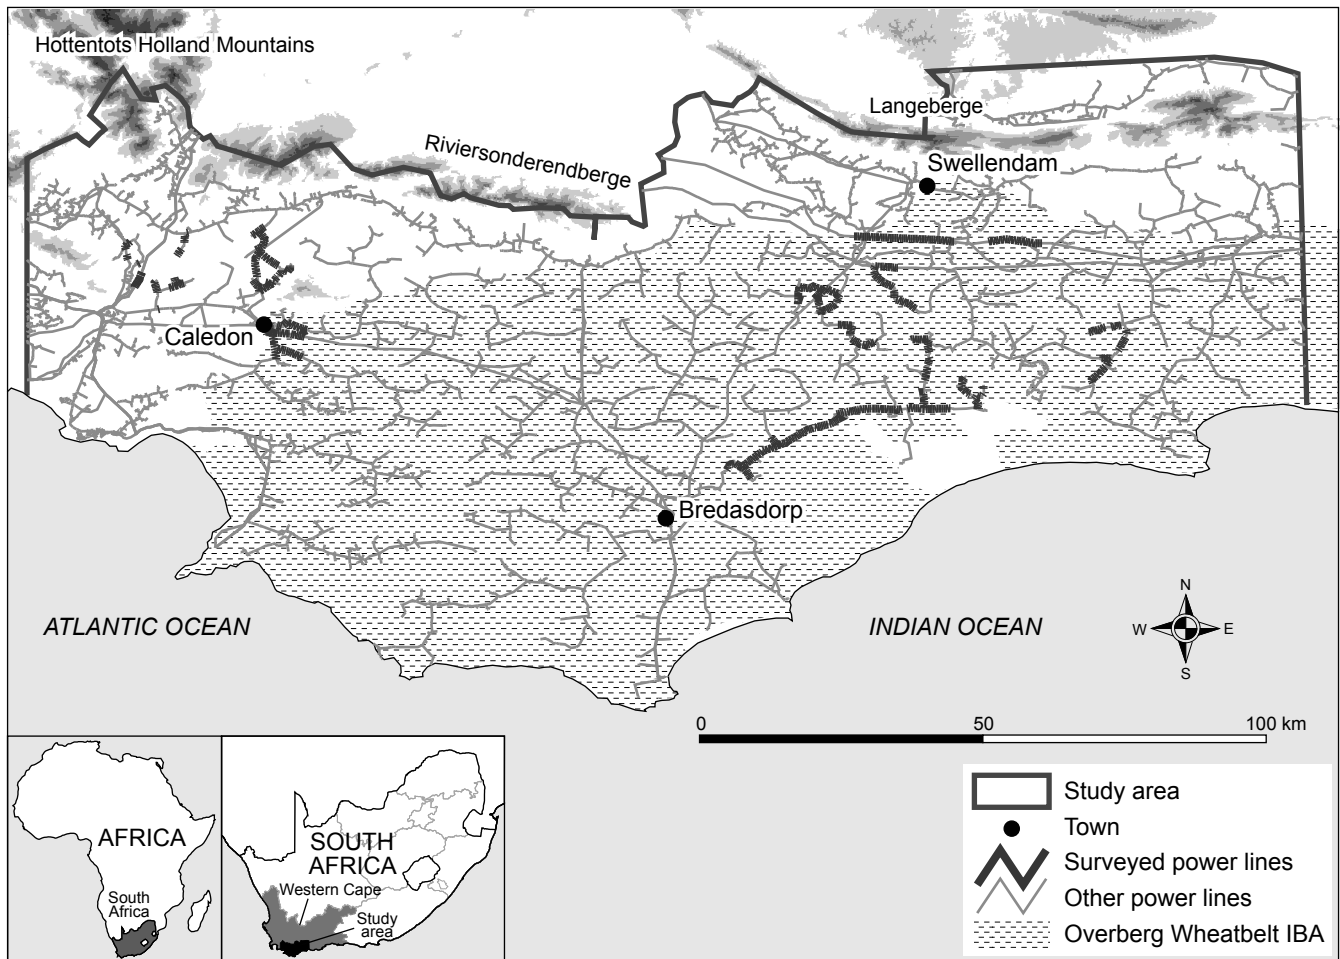 Hottentots Holland Mountains
Langeberge
Riviersonderendberge
Swellendam
Caledon
Bredasdorp
ATLANTIC OCEAN
INDIAN OCEAN
N
W
E
S
0
50
100 km
Study area
Town
Surveyed power lines
Other power lines
Overberg Wheatbelt IBA
AFRICA
South
Africa
SOUTH
AFRICA
Western Cape
Study
area